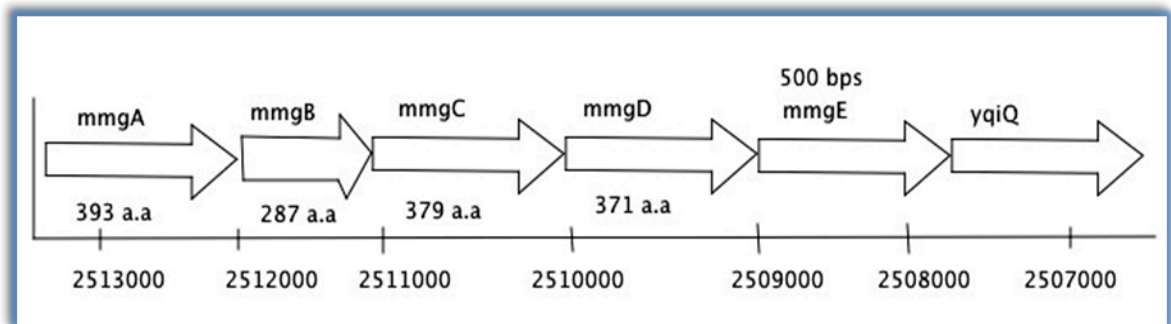 500 bps
mmgA mmgB mmgC mmgD mmgE yqiQ
393 a.a 287 a.a 379 a.a 371 a.a
2513000 2512000 2511000 2510000 2509000 2508000 2507000